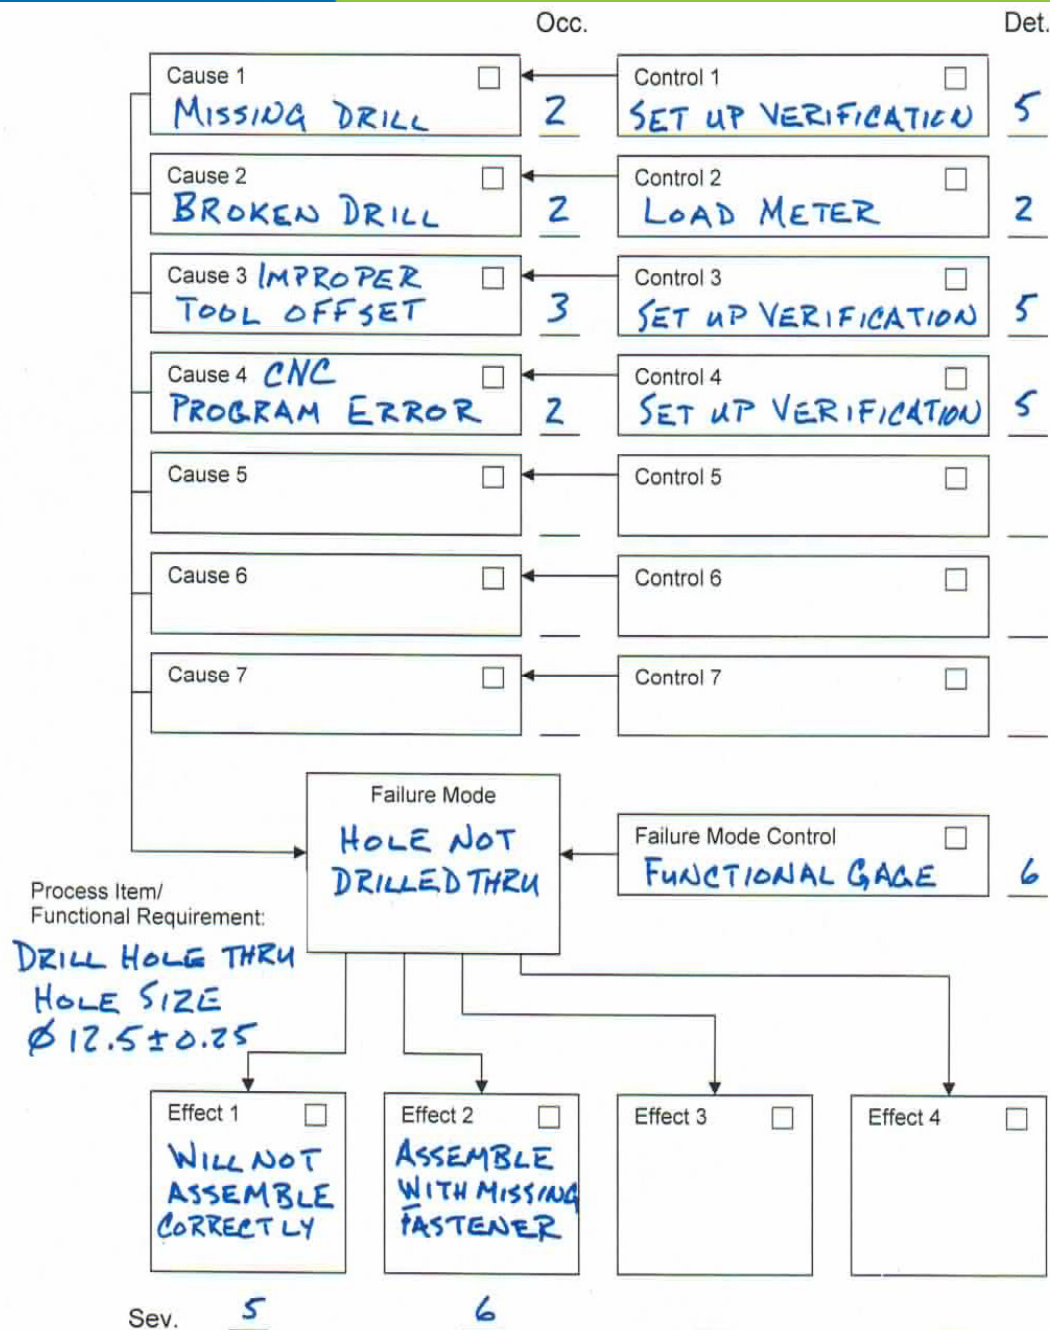 Occ. Det.
Cause 1 Control 1
MISSING DRILL 2 SET UP VERIFICATION 5
Cause 2 Control 2
BROKEN DRILL 2 LOAD METER 2
Cause 3 IMPROPER Control 3
TOOL OFFSET 3 SET UP VERIFICATION 5
Cause 4 CNC Control 4
PROGRAM ERROR 2 SET UP VERIFICATION 5
Cause 5 Control 5
Cause 6 Control 6
Cause 7 Control 7
Failure Mode
HOLE NOT
DRILLED THRU
Failure Mode Control
FUNCTIONAL GAGE 6
Process Item/
Functional Requirement:
DRILL HOLE THRU
HOLE SIZE
Ø 12.5 ± 0.25
Effect 1
WILL NOT
ASSEMBLE
CORRECTLY
Effect 2
ASSEMBLE
WITH MISSING
FASTENER
Effect 3
Effect 4
Sev. 5 6